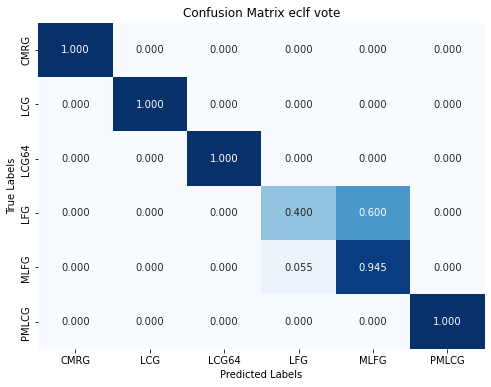 Confusion Matrix eclf vote
True Labels
CMRG 1.000 0.000 0.000 0.000 0.000 0.000
LCG 0.000 1.000 0.000 0.000 0.000 0.000
LCG64 0.000 0.000 1.000 0.000 0.000 0.000
LFG 0.000 0.000 0.000 0.400 0.600 0.000
MLFG 0.000 0.000 0.000 0.055 0.945 0.000
PMLCG 0.000 0.000 0.000 0.000 0.000 1.000
CMRG LCG LCG64 LFG MLFG PMLCG
Predicted Labels